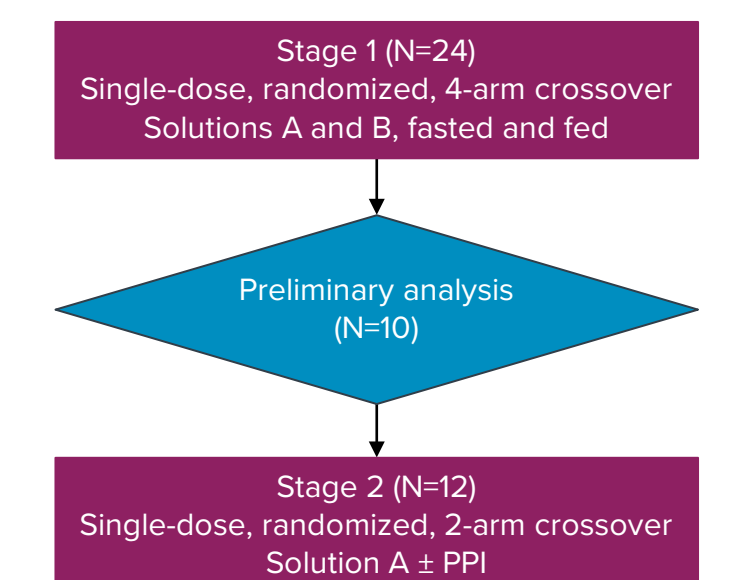 Stage 1 (N=24)
Single-dose, randomized, 4-arm crossover
Solutions A and B, fasted and fed
Preliminary analysis
(N=10)
Stage 2 (N=12)
Single-dose, randomized, 2-arm crossover
Solution A ± PPI